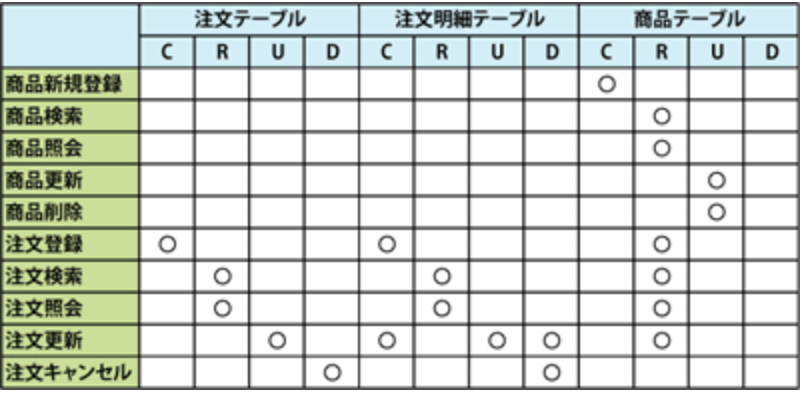 注文テーブル 注文明細テーブル 商品テーブル
C R U D C R U D C R U D
商品新規登録 ○
商品検索 ○
商品照会 ○
商品更新 ○
商品削除 ○
注文登録 ○ ○ ○
注文検索 ○ ○ ○
注文照会 ○ ○ ○
注文更新 ○ ○ ○ ○ ○
注文キャンセル ○ ○